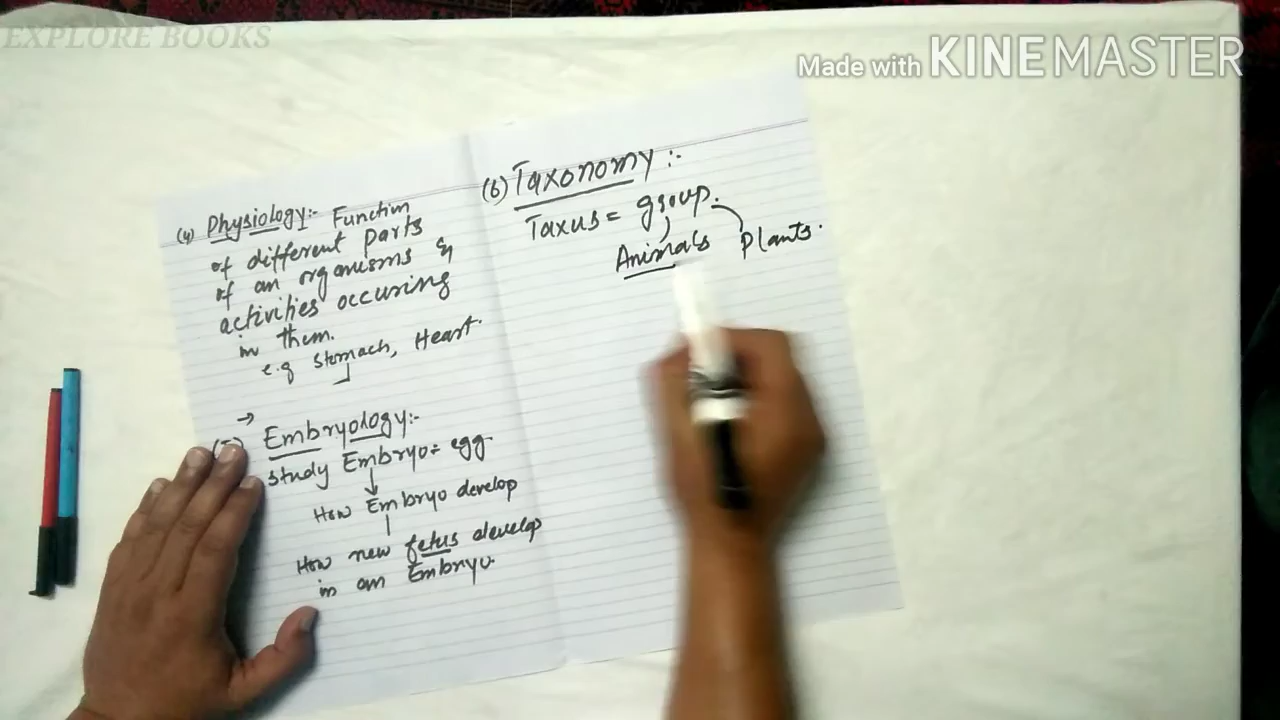 EXPLORE BOOKS
Made with KINEMASTER
(4) Physiology:- Function
of different parts
of an organisms &
activities occuring
in them.
e.g stomach, Heart.
→
(5) Embryology:-
study Embryo = egg.
How Embryo develop
How new fetus develop
in an Embryo.
(6) Taxonomy:-
Taxus = group.
Animals Plants.